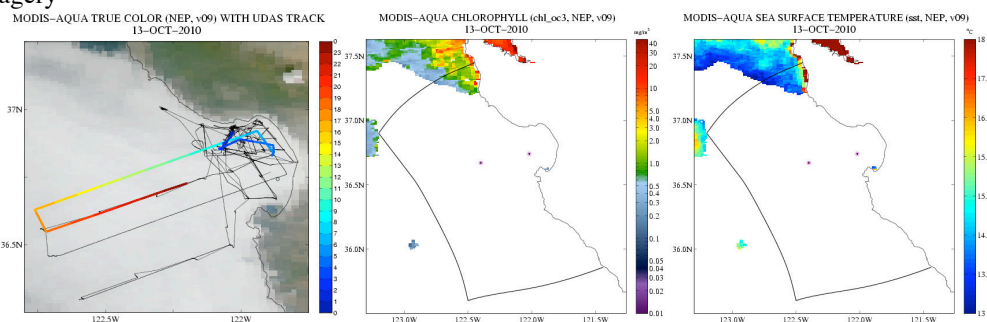 agery
MODIS-AQUA TRUE COLOR (NEP, v09) WITH UDAS TRACK
13-OCT-2010
37N
36.5N
122.5W
122W
0
23
22
21
20
19
18
17
16
15
14
13
12
11
10
9
8
7
6
5
4
3
2
1
0
MODIS-AQUA CHLOROPHYLL (chl_oc3, NEP, v09)
13-OCT-2010
37.5N
37.0N
36.5N
36.0N
123.0W
122.5W
122.0W
121.5W
mg/m³
40
30
20
10
5.0
4.0
3.0
2.0
1.0
0.5
0.4
0.3
0.2
0.1
0.05
0.04
0.03
0.02
0.01
MODIS-AQUA SEA SURFACE TEMPERATURE (sst, NEP, v09)
13-OCT-2010
37.5N
37.0N
36.5N
36.0N
123.0W
122.5W
122.0W
121.5W
°C
18
17.
16.
15.
14.
13.
13